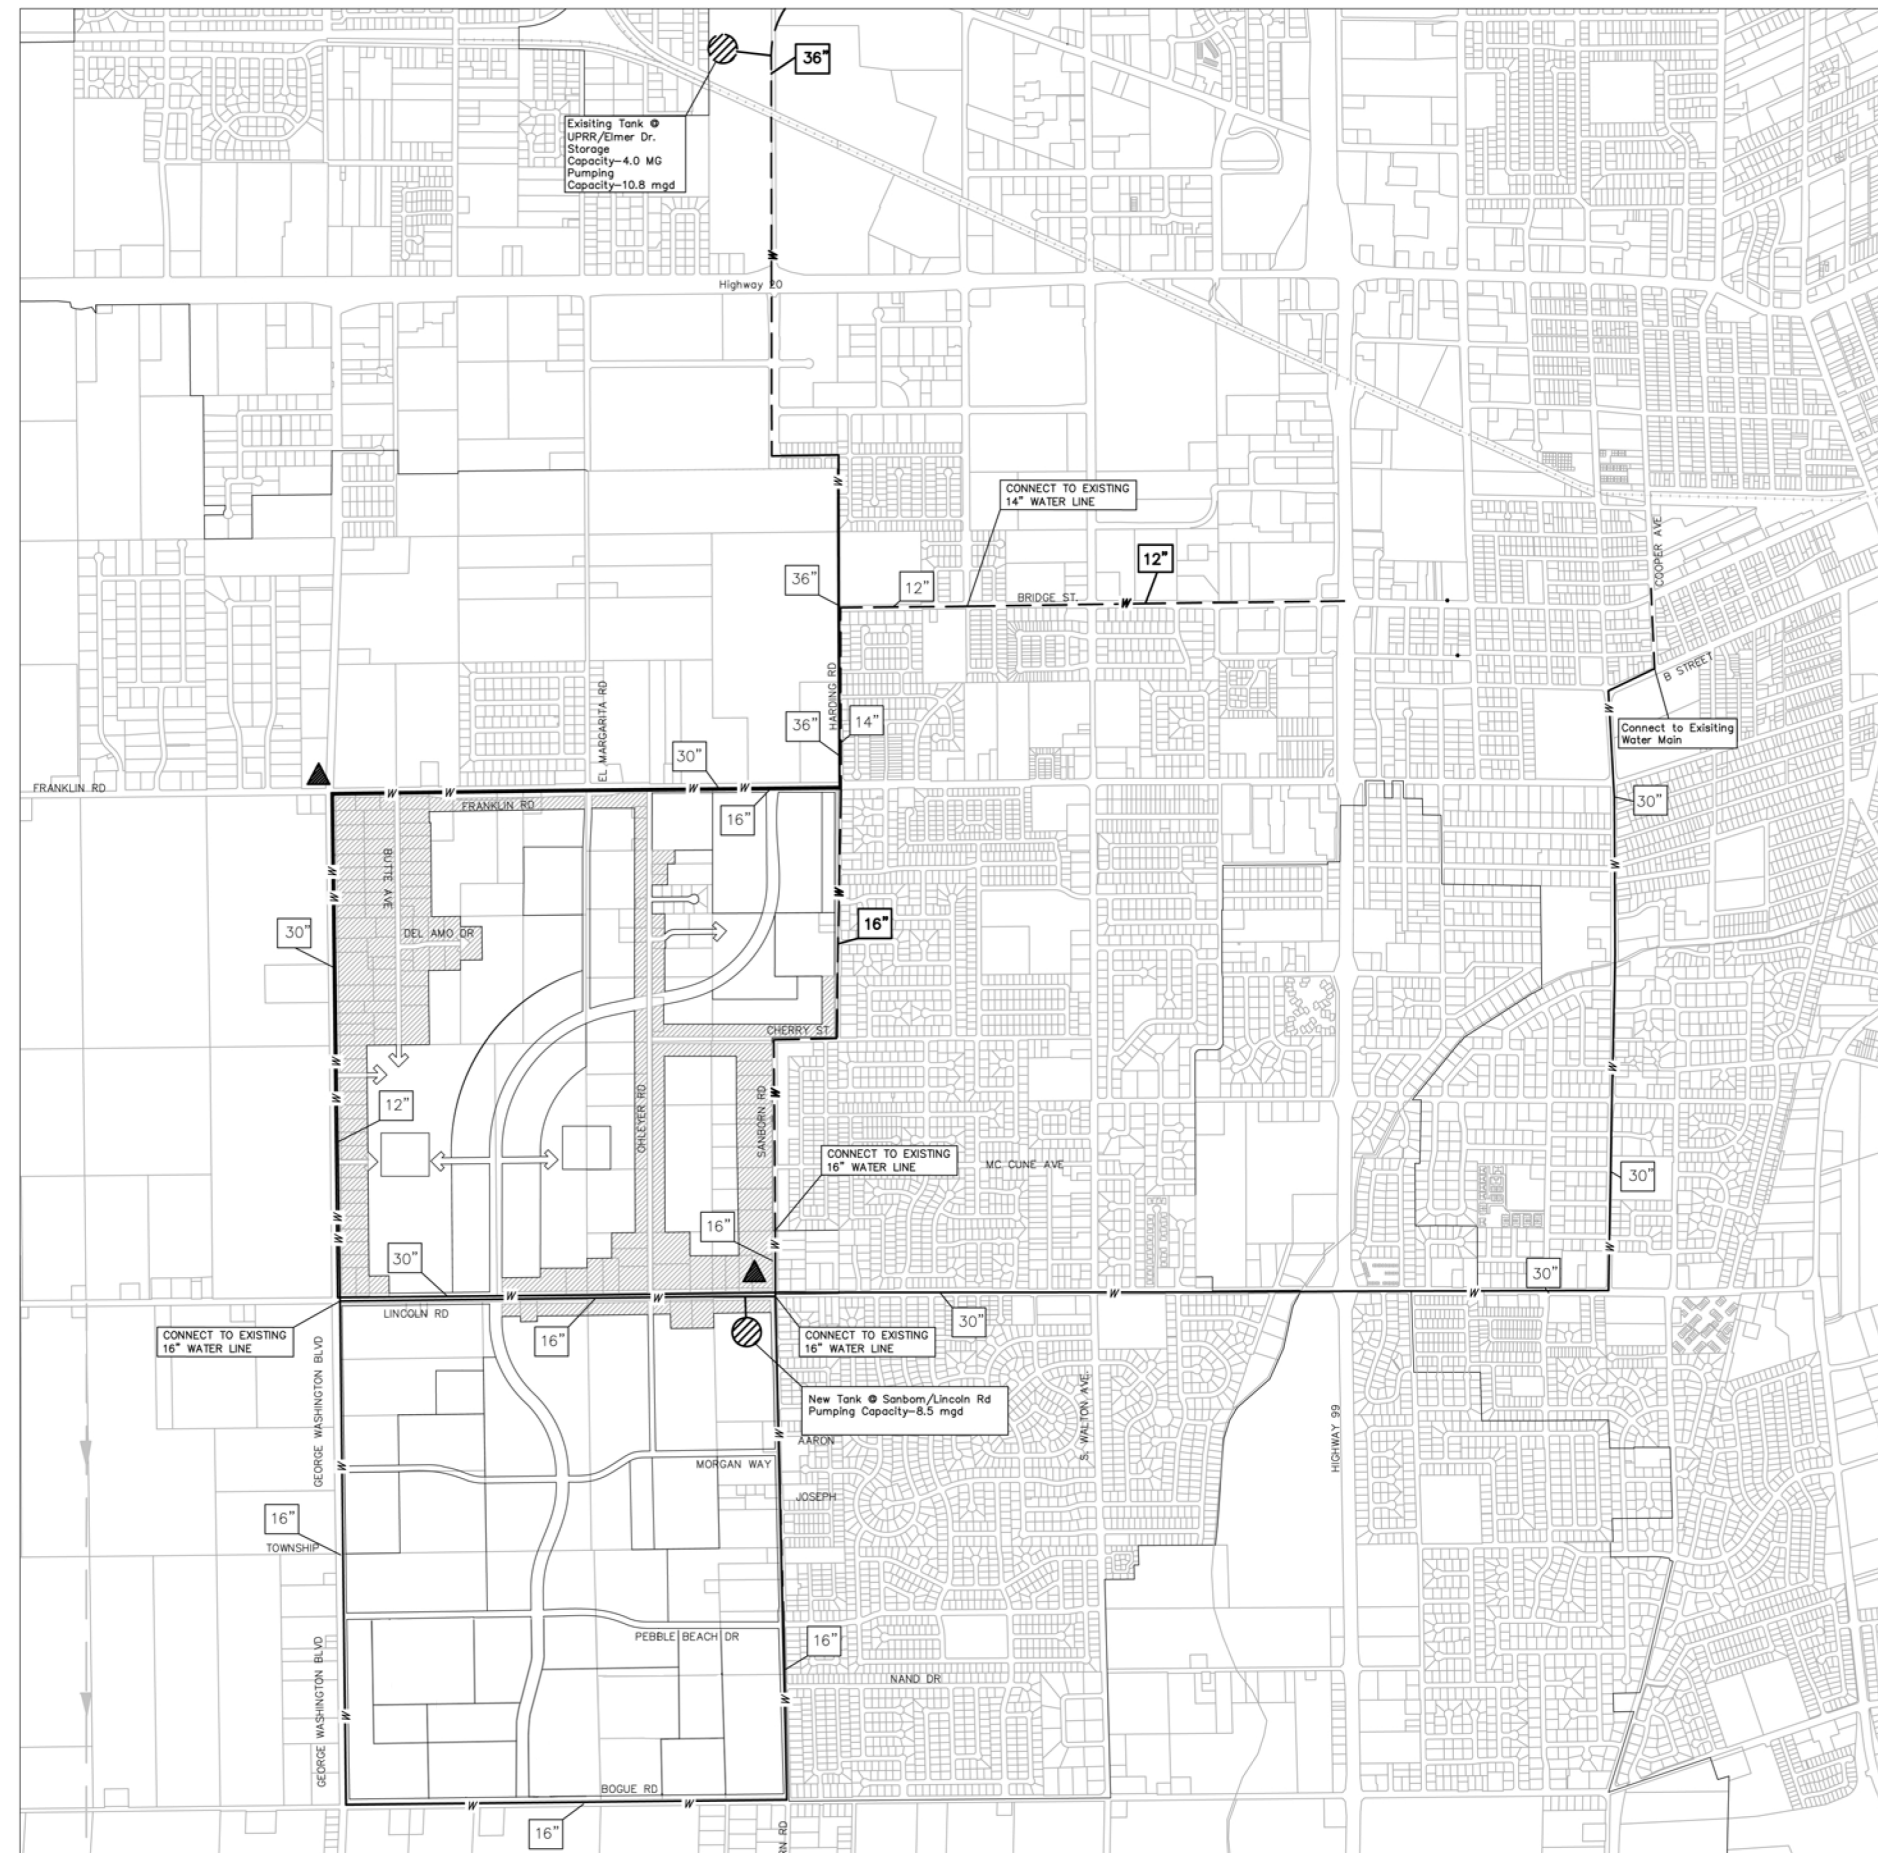 36"
Exisiting Tank @
UPRR/Elmer Dr.
Storage
Capacity-4.0 MG
Pumping
Capacity-10.8 mgd
W
Highway 20
W
CONNECT TO EXISTING
14" WATER LINE
COOPER AVE
12"
36"
12"
BRIDGE ST.
W
B STREET
HARDING RD
EL MARGARITA RD
W
36"
14"
Connect to Exisiting
Water Main
30"
FRANKLIN RD
W
W
W
W
FRANKLIN RD
30"
16"
BUTTE AVE
W
W
W
W
30"
16"
DEL AMO DR
CHERRY ST
W
W
W
12"
W
OHLEYER RD
SANBORN RD
CONNECT TO EXISTING
16" WATER LINE
MC CUNE AVE
30"
16"
W
W
W
W
30"
30"
W
W
W
W
LINCOLN RD
30"
CONNECT TO EXISTING
16" WATER LINE
16"
CONNECT TO EXISTING
16" WATER LINE
GEORGE WASHINGTON BLVD
New Tank @ Sanborn/Lincoln Rd
Pumping Capacity-8.5 mgd
S. WALTON AVE.
HIGHWAY 99
W
AARON
W
MORGAN WAY
JOSEPH
16"
TOWNSHIP
PEBBLE BEACH DR
16"
GEORGE WASHINGTON BLVD
NAND DR
W
W
BOGUE RD
W
W
16"
RN RD